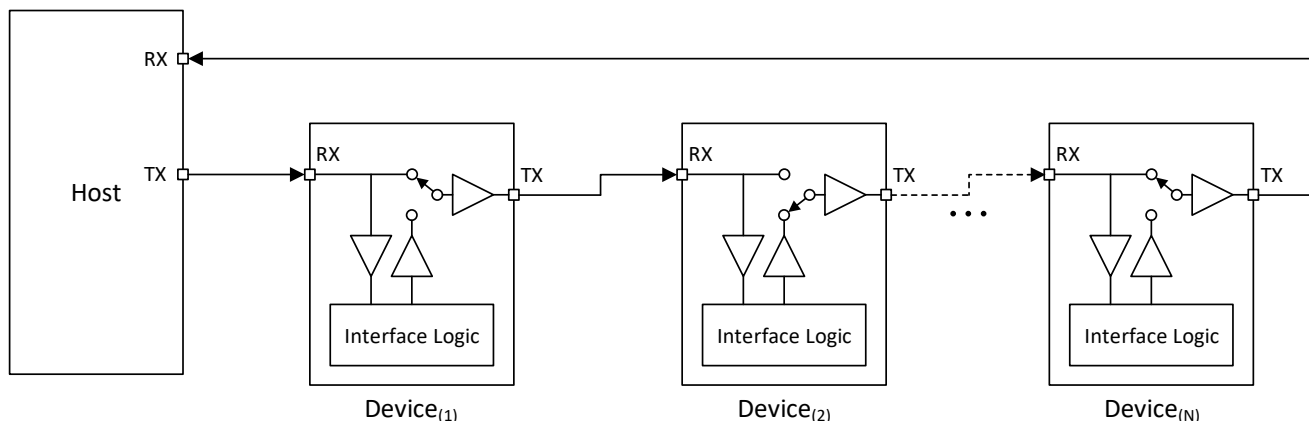 RX
TX
Host
RX
TX
Interface Logic
Device(1)
RX
TX
Interface Logic
Device(2)
...
RX
TX
Interface Logic
Device(N)